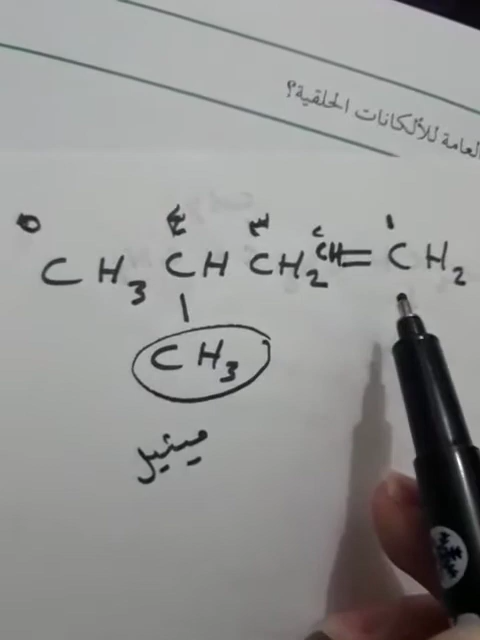 العامة للألكانات الحلقية؟
٥ ٤ ٣ ٢ ١
CH3 CH CH2 CH=CH2
CH3
ميثيل